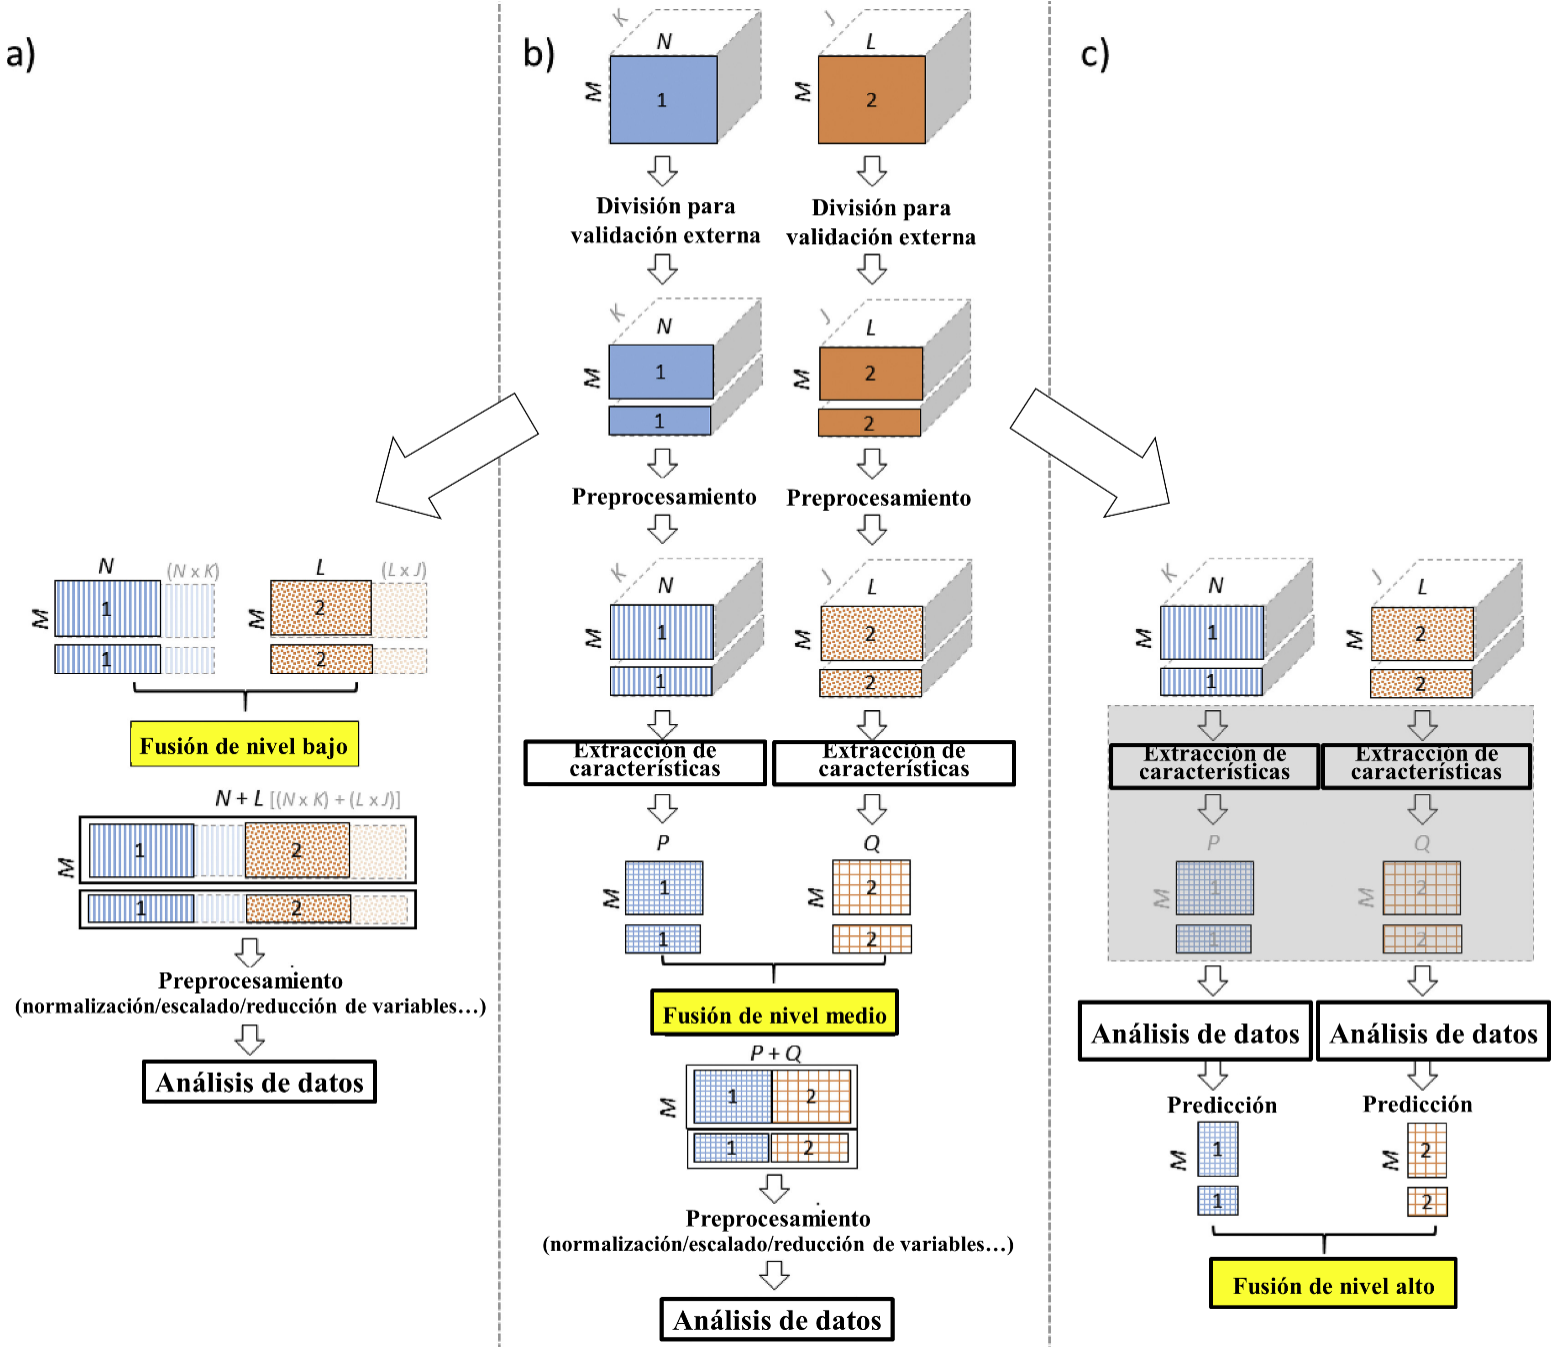 a)
N
(N x K)
L
(L x J)
M
1
M
2
1
2
Fusión de nivel bajo
N + L [(N x K) + (L x J)]
M
1
2
1
2
Preprocesamiento
(normalización/escalado/reducción de variables…)
Análisis de datos
b)
K
N
M
1
J
L
M
2
División para
validación externa
División para
validación externa
K
N
M
1
1
J
L
M
2
2
Preprocesamiento
Preprocesamiento
K
N
M
1
1
J
L
M
2
2
Extracción de
características
Extracción de
características
P
M
1
1
Q
M
2
2
Fusión de nivel medio
P + Q
M
1
2
1
2
Preprocesamiento
(normalización/escalado/reducción de variables…)
Análisis de datos
c)
K
N
M
1
1
J
L
M
2
2
Extracción de
características
Extracción de
características
P
M
1
1
Q
M
2
2
Análisis de datos
Análisis de datos
Predicción
Predicción
M
1
1
M
2
2
Fusión de nivel alto